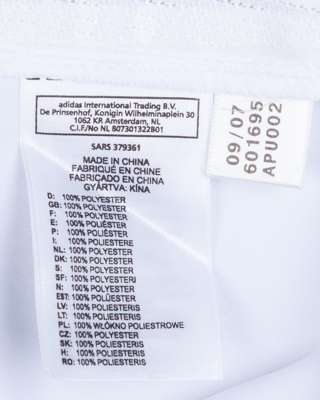 adidas International Trading B.V.
De Prinsenhof, Konigin Wilhelminaplein 30
1062 KR Amsterdam, NL
C.I.F/No NL 807301322B01
SARS 379361
MADE IN CHINA
FABRIQUÉ EN CHINE
FABRICADO EN CHINA
GYÁRTVA: KÍNA
D: 100% POLYESTER
GB: 100% POLYESTER
F: 100% POLYESTER
E: 100% POLIÉSTER
P: 100% POLIÉSTER
I: 100% POLIESTERE
NL: 100% POLYESTER
DK: 100% POLYESTER
S: 100% POLYESTER
SF: 100% POLYESTERI
N: 100% POLYESTER
EST: 100% POLÜESTER
LV: 100% POLIESTERIS
LT: 100% POLIESTERIS
PL: 100% WŁÓKNO POLIESTROWE
CZ: 100% POLYESTER
SK: 100% POLYESTER
H: 100% POLIÉSZTER
RO: 100% POLIESTER
09/07
601695
APU002